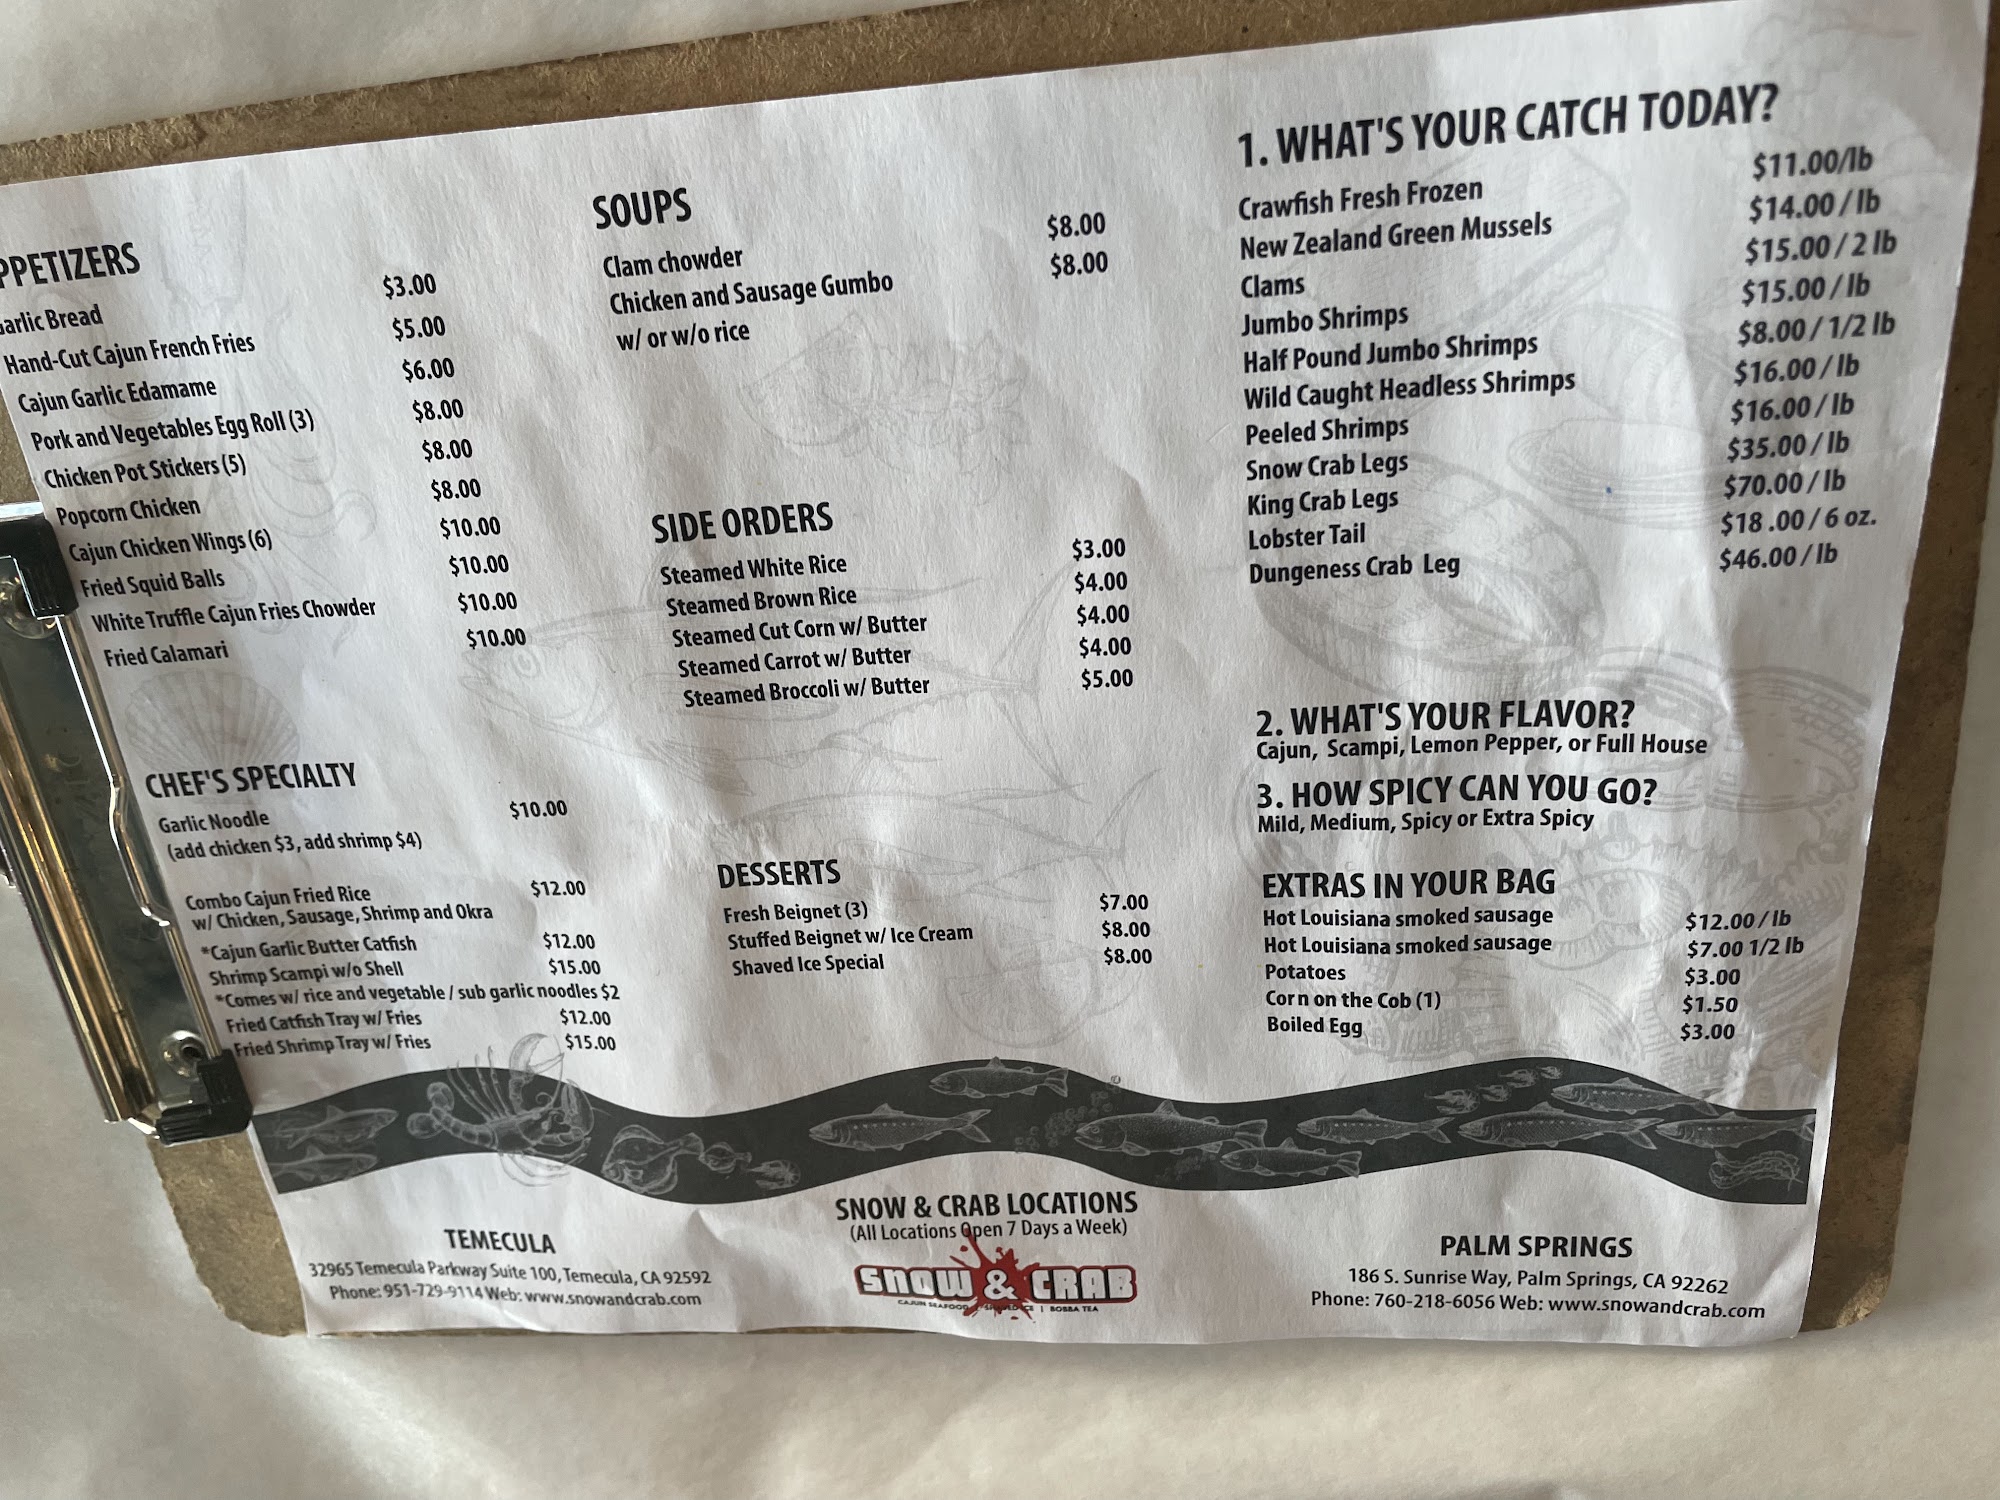 PPETIZERS
Garlic Bread $3.00
Hand-Cut Cajun French Fries $5.00
Cajun Garlic Edamame $6.00
Pork and Vegetables Egg Roll (3) $8.00
Chicken Pot Stickers (5) $8.00
Popcorn Chicken $8.00
Cajun Chicken Wings (6) $10.00
Fried Squid Balls $10.00
White Truffle Cajun Fries Chowder $10.00
Fried Calamari $10.00
CHEF'S SPECIALTY
Garlic Noodle $10.00
(add chicken $3, add shrimp $4)
Combo Cajun Fried Rice $12.00
w/ Chicken, Sausage, Shrimp and Okra
*Cajun Garlic Butter Catfish $12.00
Shrimp Scampi w/o Shell $15.00
*Comes w/ rice and vegetable / sub garlic noodles $2
Fried Catfish Tray w/ Fries $12.00
Fried Shrimp Tray w/ Fries $15.00
SOUPS
Clam chowder $8.00
Chicken and Sausage Gumbo $8.00
w/ or w/o rice
SIDE ORDERS
Steamed White Rice $3.00
Steamed Brown Rice $4.00
Steamed Cut Corn w/ Butter $4.00
Steamed Carrot w/ Butter $4.00
Steamed Broccoli w/ Butter $5.00
DESSERTS
Fresh Beignet (3) $7.00
Stuffed Beignet w/ Ice Cream $8.00
Shaved Ice Special $8.00
1. WHAT'S YOUR CATCH TODAY?
Crawfish Fresh Frozen $11.00/lb
New Zealand Green Mussels $14.00 / lb
Clams $15.00 / 2 lb
Jumbo Shrimps $15.00 / lb
Half Pound Jumbo Shrimps $8.00 / 1/2 lb
Wild Caught Headless Shrimps $16.00 / lb
Peeled Shrimps $16.00 / lb
Snow Crab Legs $35.00 / lb
King Crab Legs $70.00 / lb
Lobster Tail $18 .00 / 6 oz.
Dungeness Crab Leg $46.00 / lb
2. WHAT'S YOUR FLAVOR?
Cajun, Scampi, Lemon Pepper, or Full House
3. HOW SPICY CAN YOU GO?
Mild, Medium, Spicy or Extra Spicy
EXTRAS IN YOUR BAG
Hot Louisiana smoked sausage $12.00 / lb
Hot Louisiana smoked sausage $7.00 1/2 lb
Potatoes $3.00
Corn on the Cob (1) $1.50
Boiled Egg $3.00
TEMECULA
32965 Temecula Parkway Suite 100, Temecula, CA 92592
Phone: 951-729-9114 Web: www.snowandcrab.com
SNOW & CRAB LOCATIONS
(All Locations Open 7 Days a Week)
SNOW & CRAB
CAJUN SEAFOOD | SHAVED ICE | BOBBA TEA
PALM SPRINGS
186 S. Sunrise Way, Palm Springs, CA 92262
Phone: 760-218-6056 Web: www.snowandcrab.com